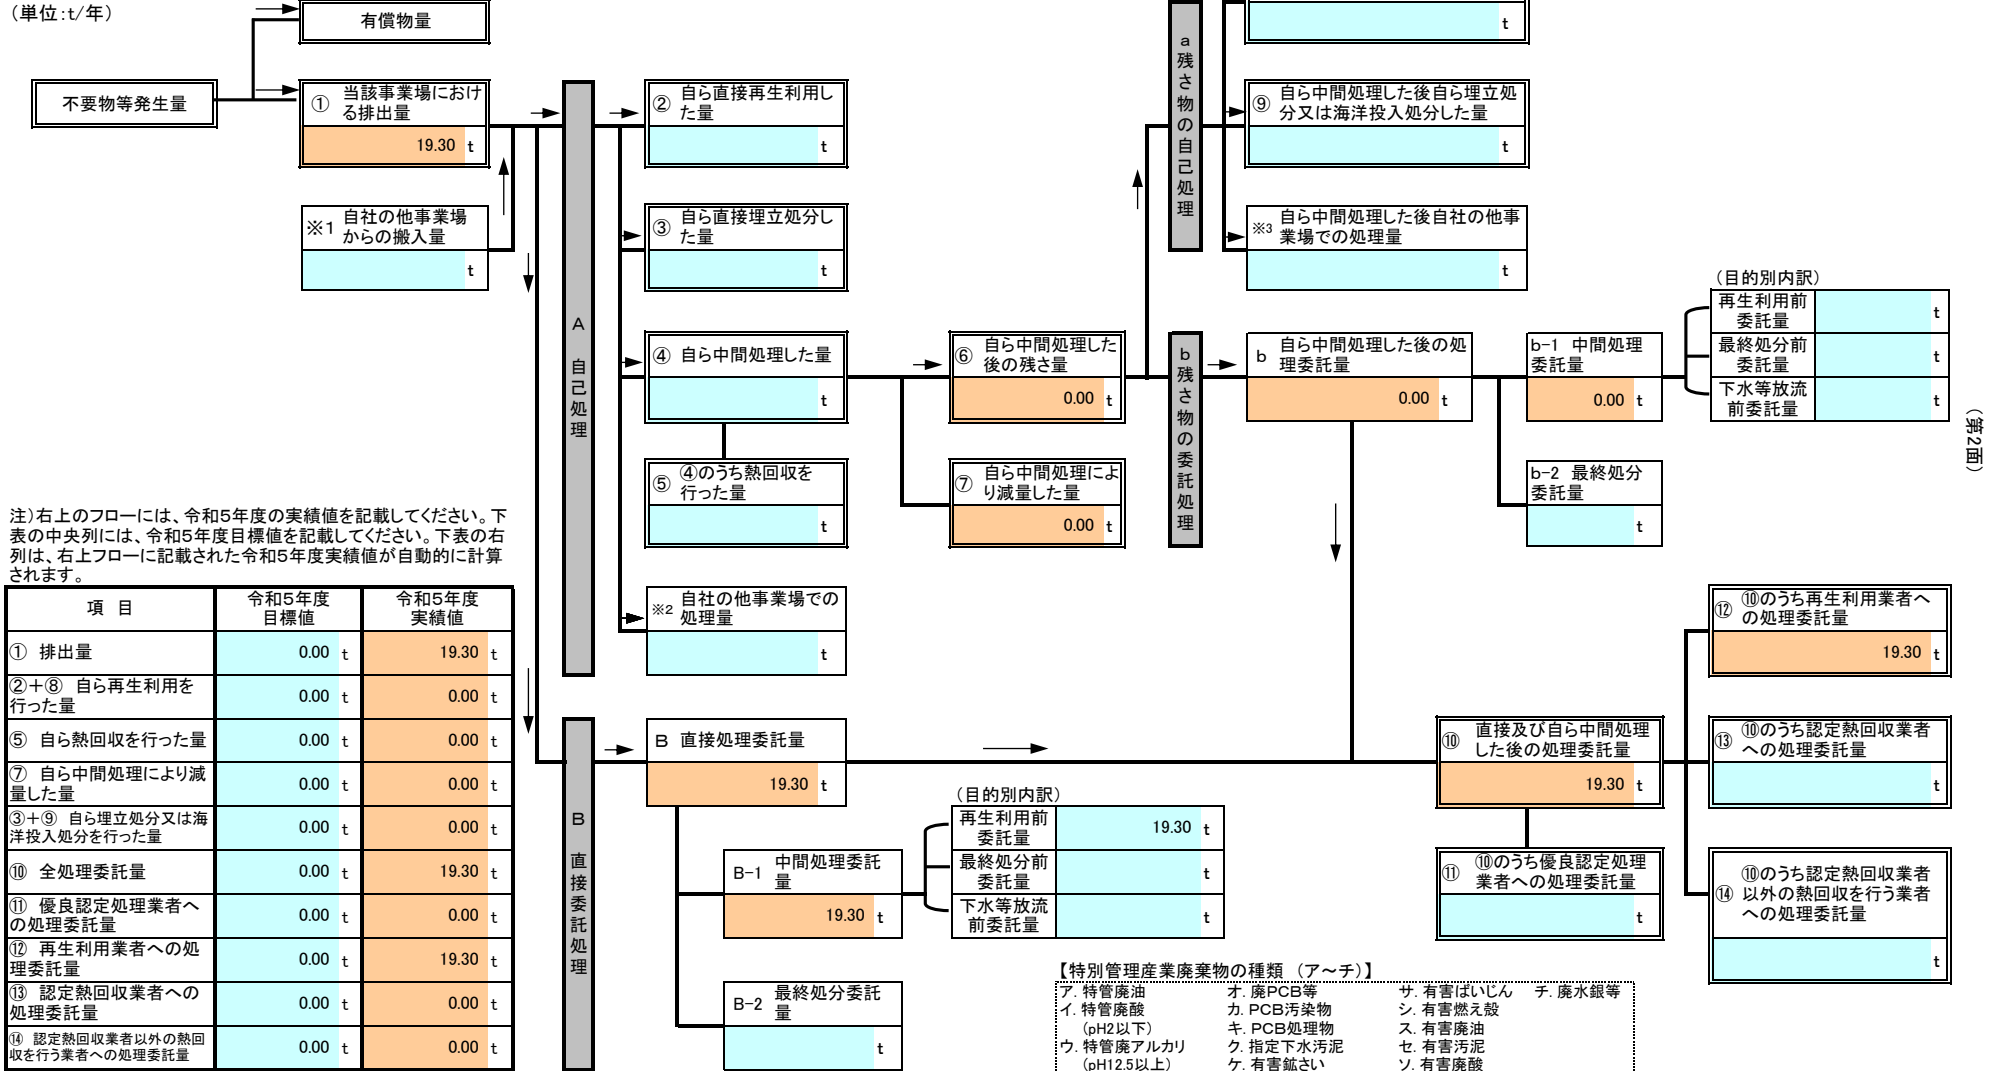 （単位：t/年）
有償物量
不要物等発生量
① 当該事業場におけ
る排出量
19.30 t
※1 自社の他事業場
からの搬入量
t
A 自己処理
② 自ら直接再生利用し
た量
t
③ 自ら直接埋立処分し
た量
t
④ 自ら中間処理した量
t
⑤ ④のうち熱回収を
行った量
t
※2 自社の他事業場での
処理量
t
⑥ 自ら中間処理した
後の残さ量
0.00 t
⑦ 自ら中間処理によ
り減量した量
0.00 t
a 残さ物の自己処理
t
⑨ 自ら中間処理した後自ら埋立処
分又は海洋投入処分した量
t
※3 自ら中間処理した後自社の他事
業場での処理量
t
b 残さ物の委託処理
b 自ら中間処理した後の処
理委託量
0.00 t
b-1 中間処理
委託量
0.00 t
b-2 最終処分
委託量
t
（目的別内訳）
再生利用前
委託量
t
最終処分前
委託量
t
下水等放流
前委託量
t
（第2面）
注）右上のフローには、令和5年度の実績値を記載してください。下
表の中央列には、令和5年度目標値を記載してください。下表の右
列は、右上フローに記載された令和5年度実績値が自動的に計算
されます。
項 目 令和5年度 目標値 令和5年度 実績値
① 排出量 0.00 t 19.30 t
②＋⑧ 自ら再生利用を
行った量 0.00 t 0.00 t
⑤ 自ら熱回収を行った量 0.00 t 0.00 t
⑦ 自ら中間処理により減
量した量 0.00 t 0.00 t
③＋⑨ 自ら埋立処分又は海
洋投入処分を行った量 0.00 t 0.00 t
⑩ 全処理委託量 0.00 t 19.30 t
⑪ 優良認定処理業者へ
の処理委託量 0.00 t 0.00 t
⑫ 再生利用業者への処
理委託量 0.00 t 19.30 t
⑬ 認定熱回収業者への
処理委託量 0.00 t 0.00 t
⑭ 認定熱回収業者以外の熱回
収を行う業者への処理委託量 0.00 t 0.00 t
B 直接委託処理
B 直接処理委託量
19.30 t
B-1 中間処理委託
量
19.30 t
B-2 最終処分委託
量
t
（目的別内訳）
再生利用前
委託量
19.30 t
最終処分前
委託量
t
下水等放流
前委託量
t
⑩ 直接及び自ら中間処理
した後の処理委託量
19.30 t
⑪ ⑩のうち優良認定処理
業者への処理委託量
t
⑫ ⑩のうち再生利用業者へ
の処理委託量
19.30 t
⑬ ⑩のうち認定熱回収業者
への処理委託量
t
⑭ ⑩のうち認定熱回収業者
以外の熱回収を行う業者
への処理委託量
t
【特別管理産業廃棄物の種類 （ア～チ）】
ア. 特管廃油 オ. 廃PCB等 サ. 有害ばいじん チ. 廃水銀等
イ. 特管廃酸 カ. PCB汚染物 シ. 有害燃え殻
（pH2以下） キ. PCB処理物 ス. 有害廃油
ウ. 特管廃アルカリ ク. 指定下水汚泥 セ. 有害汚泥
（pH12.5以上） ケ. 有害鉱さい ソ. 有害廃酸